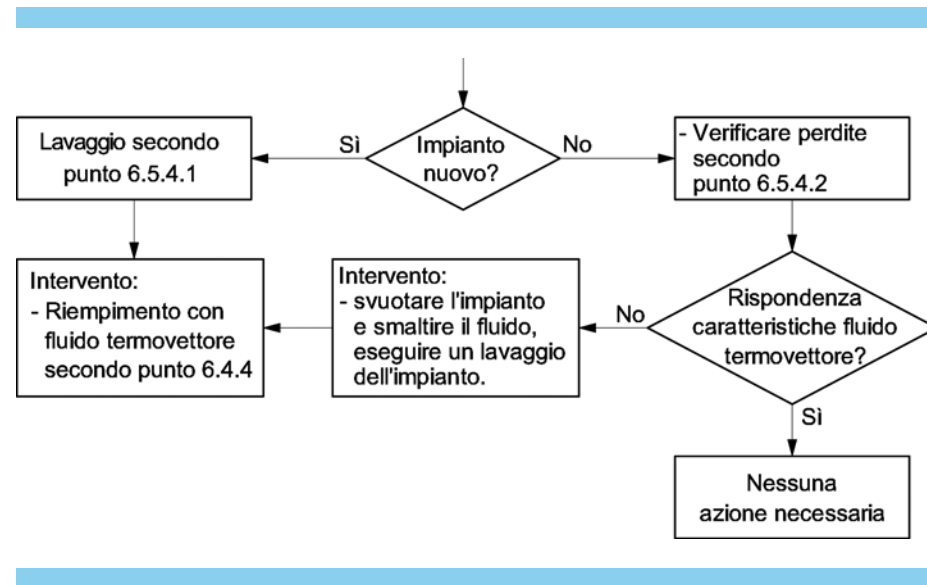 Impianto
nuovo?
Sì
No
Lavaggio secondo
punto 6.5.4.1
- Verificare perdite
secondo
punto 6.5.4.2
Intervento:
- Riempimento con
fluido termovettore
secondo punto 6.4.4
Intervento:
- svuotare l'impianto
e smaltire il fluido,
eseguire un lavaggio
dell'impianto.
No
Rispondenza
caratteristiche fluido
termovettore?
Sì
Nessuna
azione necessaria